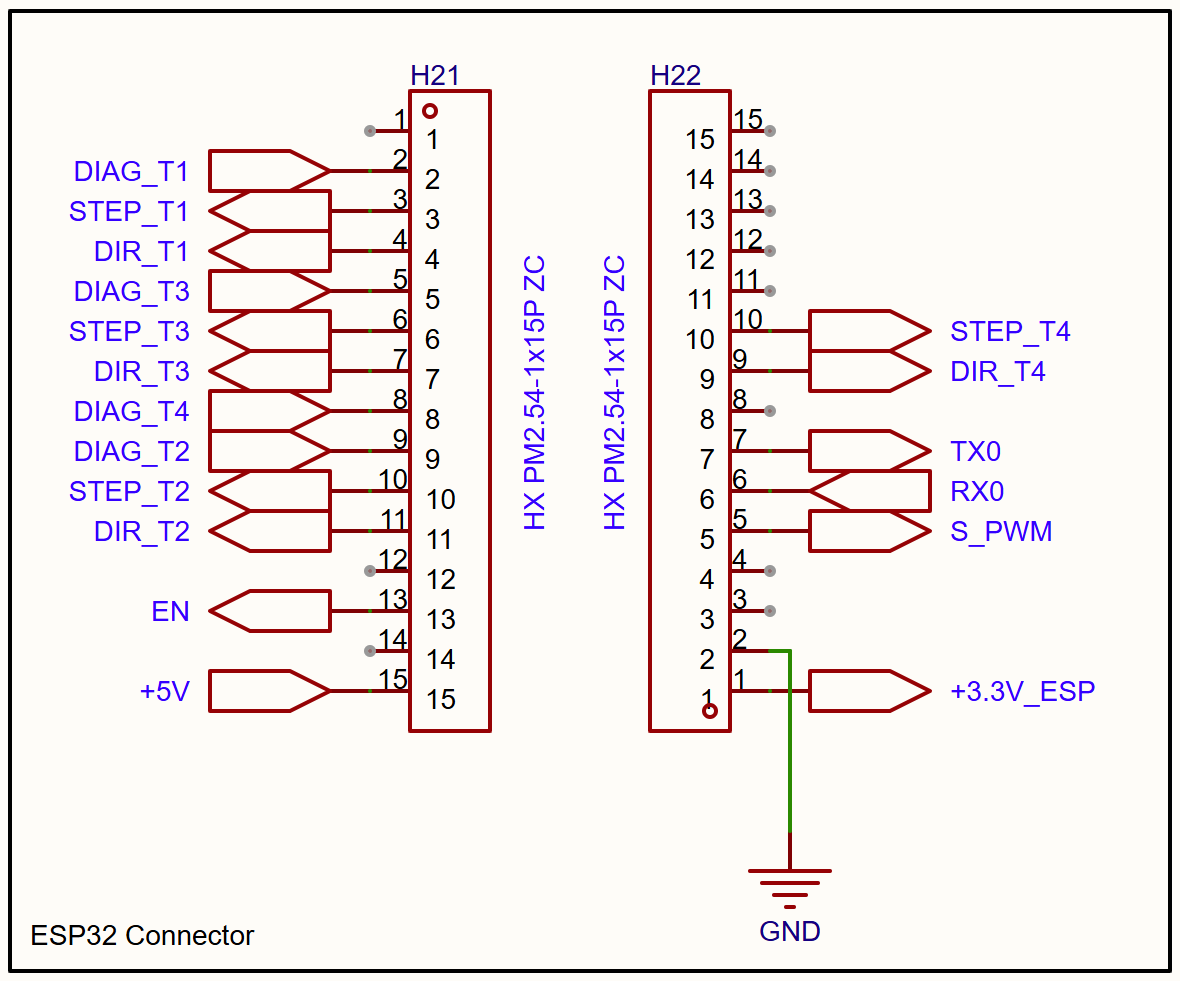 H21
H22
1
1
DIAG_T1
2
2
STEP_T1
3
3
DIR_T1
4
4
DIAG_T3
5
5
STEP_T3
6
6
DIR_T3
7
7
DIAG_T4
8
8
DIAG_T2
9
9
STEP_T2
10
10
DIR_T2
11
11
12
12
EN
13
13
14
14
+5V
15
15
HX PM2.54-1x15P ZC
HX PM2.54-1x15P ZC
15
15
14
14
13
13
12
12
11
11
10
10
STEP_T4
9
9
DIR_T4
8
8
7
7
TX0
6
6
RX0
5
5
S_PWM
4
4
3
3
2
2
1
1
+3.3V_ESP
GND
ESP32 Connector